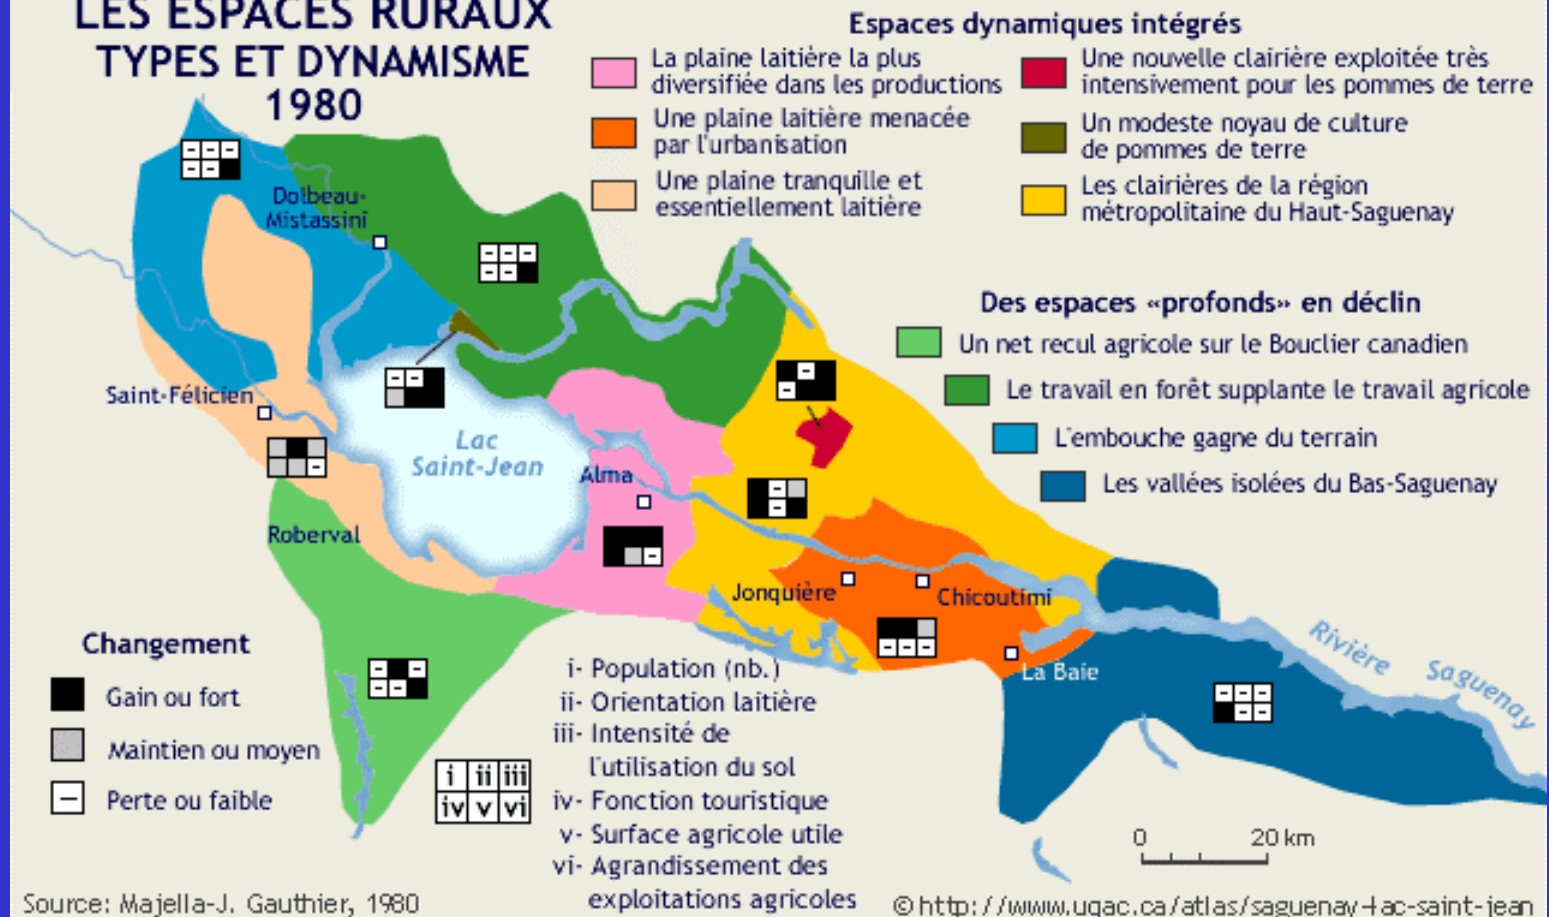 LES ESPACES RURAUX
TYPES ET DYNAMISME
1980
Espaces dynamiques intégrés
La plaine laitière la plus
diversifiée dans les productions
Une plaine laitière menacée
par l'urbanisation
Une plaine tranquille et
essentiellement laitière
Une nouvelle clairière exploitée très
intensivement pour les pommes de terre
Un modeste noyau de culture
de pommes de terre
Les clairières de la région
métropolitaine du Haut-Saguenay
Des espaces «profonds» en déclin
Un net recul agricole sur le Bouclier canadien
Le travail en forêt supplante le travail agricole
L'embouche gagne du terrain
Les vallées isolées du Bas-Saguenay
Dolbeau-
Mistassini
Saint-Félicien
Lac
Saint-Jean
Alma
Roberval
Jonquière
Chicoutimi
La Baie
Rivière Saguenay
Changement
Gain ou fort
Maintien ou moyen
Perte ou faible
i ii iii
iv v vi
i- Population (nb.)
ii- Orientation laitière
iii- Intensité de
l'utilisation du sol
iv- Fonction touristique
v- Surface agricole utile
vi- Agrandissement des
exploitations agricoles
0 20 km
Source: Majella-J. Gauthier, 1980
©http://www.uqac.ca/atlas/saguenay-lac-saint-jean